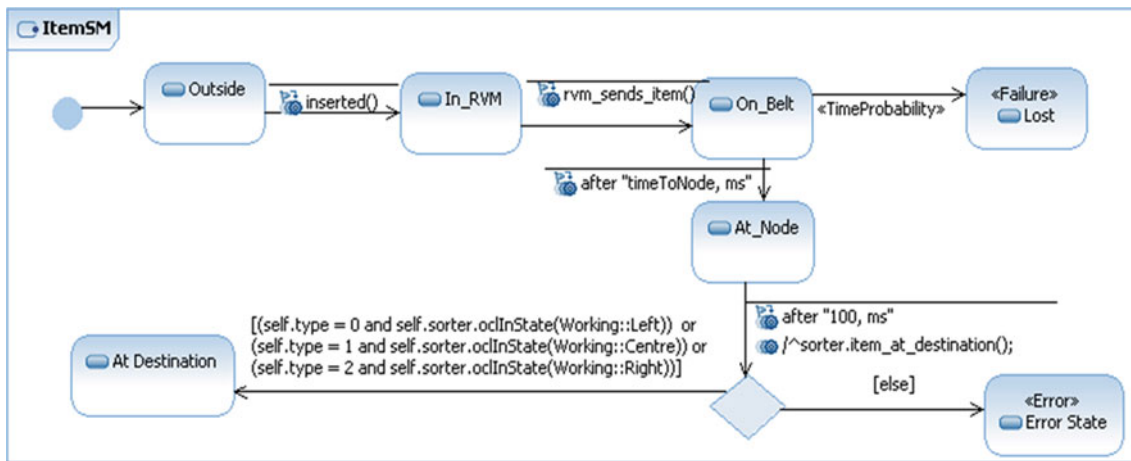 ItemSM
Outside
inserted()
In_RVM
rvm_sends_item()
On_Belt
«TimeProbability»
«Failure»
Lost
after "timeToNode, ms"
At_Node
after "100, ms"
/^sorter.item_at_destination();
[(self.type = 0 and self.sorter.oclInState(Working::Left)) or
(self.type = 1 and self.sorter.oclInState(Working::Centre)) or
(self.type = 2 and self.sorter.oclInState(Working::Right))]
At Destination
[else]
«Error»
Error State